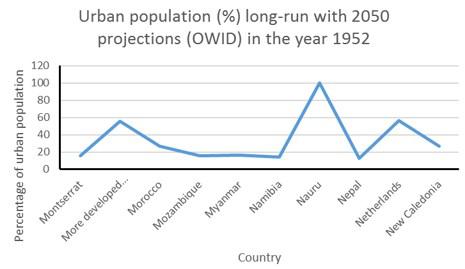 Urban population (%) long-run with 2050
projections (OWID) in the year 1952
Percentage of urban population
120
100
80
60
40
20
0
Montserrat
More developed...
Morocco
Mozambique
Myanmar
Namibia
Nauru
Nepal
Netherlands
New Caledonia
Country